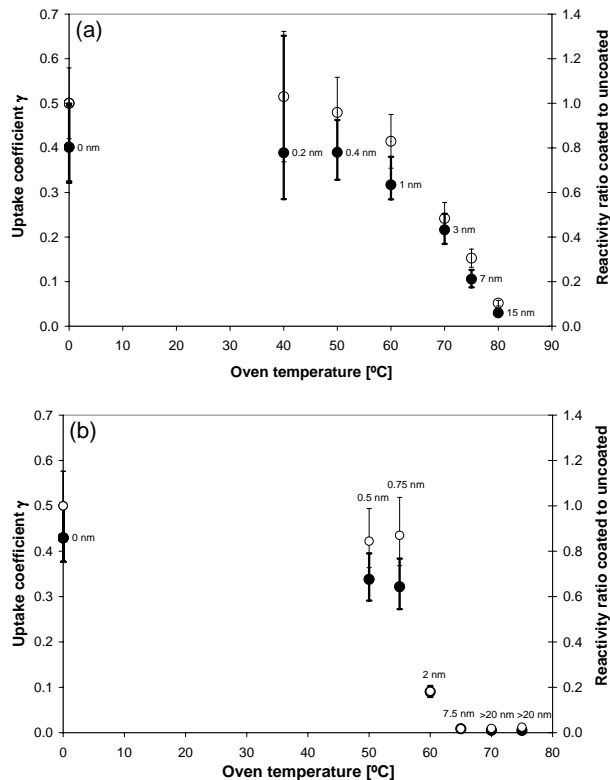 (a)
0.7
0.6
0.5
0.4
0.3
0.2
0.1
0.0
Uptake coefficient γ
1.4
1.2
1.0
0.8
0.6
0.4
0.2
0.0
Reactivity ratio coated to uncoated
0 nm
0.2 nm
0.4 nm
1 nm
3 nm
7 nm
15 nm
0 10 20 30 40 50 60 70 80 90
Oven temperature [ºC]
(b)
0.7
0.6
0.5
0.4
0.3
0.2
0.1
0.0
Uptake coefficient γ
1.4
1.2
1.0
0.8
0.6
0.4
0.2
0.0
Reactivity ratio coated to uncoated
0 nm
0.5 nm
0.75 nm
2 nm
7.5 nm
>20 nm
>20 nm
0 10 20 30 40 50 60 70 80
Oven temperature [ºC]